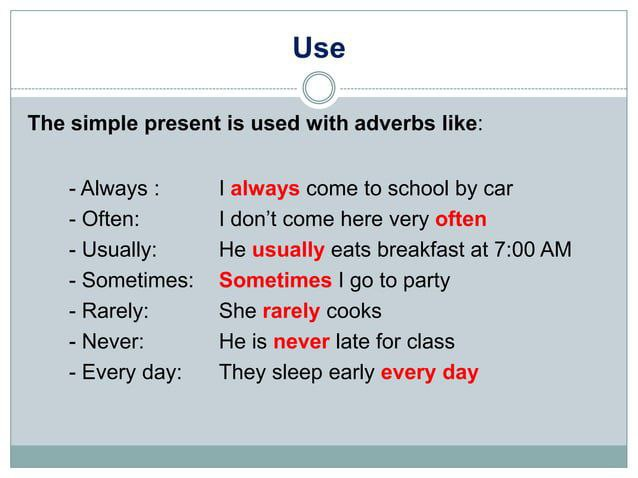 Use
The simple present is used with adverbs like:
- Always : I always come to school by car
- Often: I don’t come here very often
- Usually: He usually eats breakfast at 7:00 AM
- Sometimes: Sometimes I go to party
- Rarely: She rarely cooks
- Never: He is never late for class
- Every day: They sleep early every day